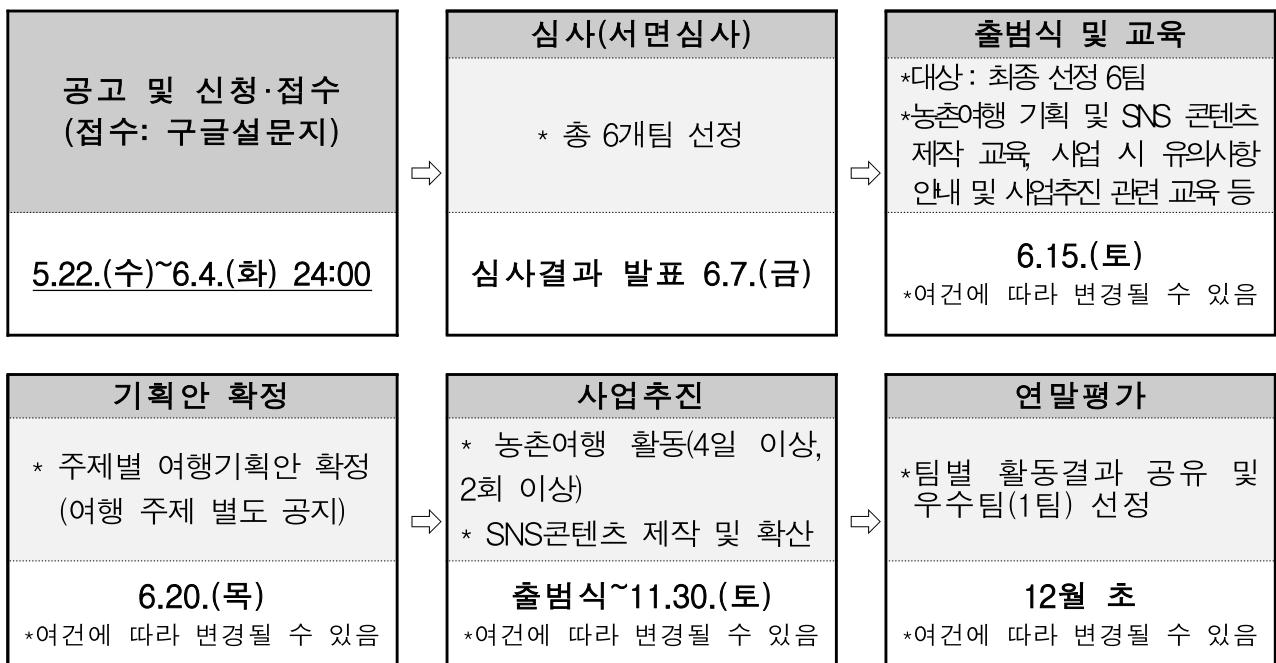 공고 및 신청·접수
(접수: 구글설문지)
5.22.(수)~6.4.(화) 24:00
⇨
심사(서면심사)
* 총 6개팀 선정
심사결과 발표 6.7.(금)
⇨
출범식 및 교육
*대상 : 최종 선정 6팀
*농촌여행 기획 및 SNS 콘텐츠
제작 교육, 사업 시 유의사항
안내 및 사업추진 관련 교육 등
6.15.(토)
*여건에 따라 변경될 수 있음
기획안 확정
* 주제별 여행기획안 확정
(여행 주제 별도 공지)
6.20.(목)
*여건에 따라 변경될 수 있음
⇨
사업추진
* 농촌여행 활동(4일 이상,
2회 이상)
* SNS콘텐츠 제작 및 확산
출범식~11.30.(토)
*여건에 따라 변경될 수 있음
⇨
연말평가
*팀별 활동결과 공유 및
우수팀(1팀) 선정
12월 초
*여건에 따라 변경될 수 있음